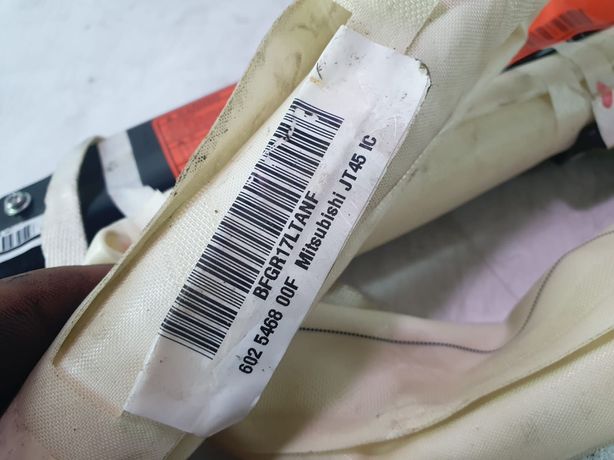 BFGR17LTANF
602 5468 00F Mitsubishi JT45 IC